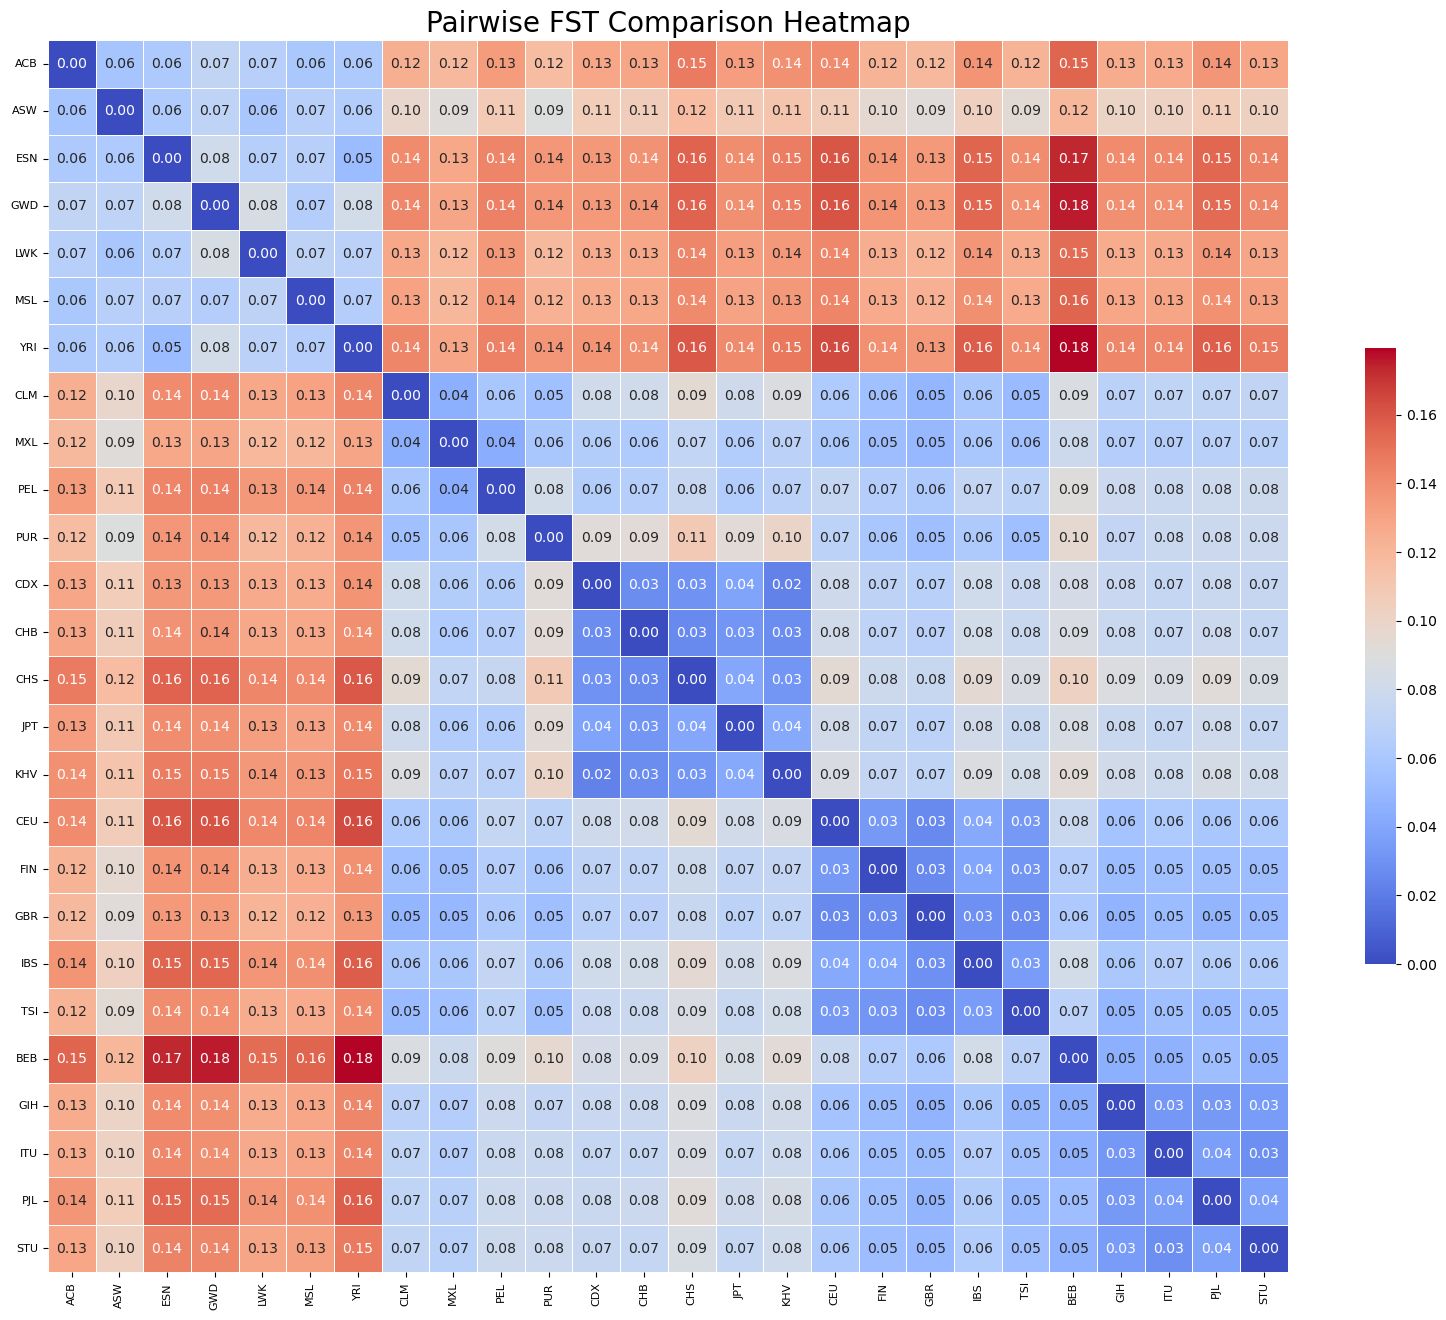 Pairwise FST Comparison Heatmap
ACB 0.00 0.06 0.06 0.07 0.07 0.06 0.06 0.12 0.12 0.13 0.12 0.13 0.13 0.15 0.13 0.14 0.14 0.12 0.12 0.14 0.12 0.15 0.13 0.13 0.14 0.13
ASW 0.06 0.00 0.06 0.07 0.06 0.07 0.06 0.10 0.09 0.11 0.09 0.11 0.11 0.12 0.11 0.11 0.11 0.10 0.09 0.10 0.09 0.12 0.10 0.10 0.11 0.10
ESN 0.06 0.06 0.00 0.08 0.07 0.07 0.05 0.14 0.13 0.14 0.14 0.13 0.14 0.16 0.14 0.15 0.16 0.14 0.13 0.15 0.14 0.17 0.14 0.14 0.15 0.14
GWD 0.07 0.07 0.08 0.00 0.08 0.07 0.08 0.14 0.13 0.14 0.14 0.13 0.14 0.16 0.14 0.15 0.16 0.14 0.13 0.15 0.14 0.18 0.14 0.14 0.15 0.14
LWK 0.07 0.06 0.07 0.08 0.00 0.07 0.07 0.13 0.12 0.13 0.12 0.13 0.13 0.14 0.13 0.14 0.14 0.13 0.12 0.14 0.13 0.15 0.13 0.13 0.14 0.13
MSL 0.06 0.07 0.07 0.07 0.07 0.00 0.07 0.13 0.12 0.14 0.12 0.13 0.13 0.14 0.13 0.13 0.14 0.13 0.12 0.14 0.13 0.16 0.13 0.13 0.14 0.13
YRI 0.06 0.06 0.05 0.08 0.07 0.07 0.00 0.14 0.13 0.14 0.14 0.14 0.14 0.16 0.14 0.15 0.16 0.14 0.13 0.16 0.14 0.18 0.14 0.14 0.16 0.15
CLM 0.12 0.10 0.14 0.14 0.13 0.13 0.14 0.00 0.04 0.06 0.05 0.08 0.08 0.09 0.08 0.09 0.06 0.06 0.05 0.06 0.05 0.09 0.07 0.07 0.07 0.07
MXL 0.12 0.09 0.13 0.13 0.12 0.12 0.13 0.04 0.00 0.04 0.06 0.06 0.06 0.07 0.06 0.07 0.06 0.05 0.05 0.06 0.06 0.08 0.07 0.07 0.07 0.07
PEL 0.13 0.11 0.14 0.14 0.13 0.14 0.14 0.06 0.04 0.00 0.08 0.06 0.07 0.08 0.06 0.07 0.07 0.07 0.06 0.07 0.07 0.09 0.08 0.08 0.08 0.08
PUR 0.12 0.09 0.14 0.14 0.12 0.12 0.14 0.05 0.06 0.08 0.00 0.09 0.09 0.11 0.09 0.10 0.07 0.06 0.05 0.06 0.05 0.10 0.07 0.08 0.08 0.08
CDX 0.13 0.11 0.13 0.13 0.13 0.13 0.14 0.08 0.06 0.06 0.09 0.00 0.03 0.03 0.04 0.02 0.08 0.07 0.07 0.08 0.08 0.08 0.08 0.07 0.08 0.07
CHB 0.13 0.11 0.14 0.14 0.13 0.13 0.14 0.08 0.06 0.07 0.09 0.03 0.00 0.03 0.03 0.03 0.08 0.07 0.07 0.08 0.08 0.09 0.08 0.07 0.08 0.07
CHS 0.15 0.12 0.16 0.16 0.14 0.14 0.16 0.09 0.07 0.08 0.11 0.03 0.03 0.00 0.04 0.03 0.09 0.08 0.08 0.09 0.09 0.10 0.09 0.09 0.09 0.09
JPT 0.13 0.11 0.14 0.14 0.13 0.13 0.14 0.08 0.06 0.06 0.09 0.04 0.03 0.04 0.00 0.04 0.08 0.07 0.07 0.08 0.08 0.08 0.08 0.07 0.08 0.07
KHV 0.14 0.11 0.15 0.15 0.14 0.13 0.15 0.09 0.07 0.07 0.10 0.02 0.03 0.03 0.04 0.00 0.09 0.07 0.07 0.09 0.08 0.09 0.08 0.08 0.08 0.08
CEU 0.14 0.11 0.16 0.16 0.14 0.14 0.16 0.06 0.06 0.07 0.07 0.08 0.08 0.09 0.08 0.09 0.00 0.03 0.03 0.04 0.03 0.08 0.06 0.06 0.06 0.06
FIN 0.12 0.10 0.14 0.14 0.13 0.13 0.14 0.06 0.05 0.07 0.06 0.07 0.07 0.08 0.07 0.07 0.03 0.00 0.03 0.04 0.03 0.07 0.05 0.05 0.05 0.05
GBR 0.12 0.09 0.13 0.13 0.12 0.12 0.13 0.05 0.05 0.06 0.05 0.07 0.07 0.08 0.07 0.07 0.03 0.03 0.00 0.03 0.03 0.06 0.05 0.05 0.05 0.05
IBS 0.14 0.10 0.15 0.15 0.14 0.14 0.16 0.06 0.06 0.07 0.06 0.08 0.08 0.09 0.08 0.09 0.04 0.04 0.03 0.00 0.03 0.08 0.06 0.07 0.06 0.06
TSI 0.12 0.09 0.14 0.14 0.13 0.13 0.14 0.05 0.06 0.07 0.05 0.08 0.08 0.09 0.08 0.08 0.03 0.03 0.03 0.03 0.00 0.07 0.05 0.05 0.05 0.05
BEB 0.15 0.12 0.17 0.18 0.15 0.16 0.18 0.09 0.08 0.09 0.10 0.08 0.09 0.10 0.08 0.09 0.08 0.07 0.06 0.08 0.07 0.00 0.05 0.05 0.05 0.05
GIH 0.13 0.10 0.14 0.14 0.13 0.13 0.14 0.07 0.07 0.08 0.07 0.08 0.08 0.09 0.08 0.08 0.06 0.05 0.05 0.06 0.05 0.05 0.00 0.03 0.03 0.03
ITU 0.13 0.10 0.14 0.14 0.13 0.13 0.14 0.07 0.07 0.08 0.08 0.07 0.07 0.09 0.07 0.08 0.06 0.05 0.05 0.07 0.05 0.05 0.03 0.00 0.04 0.03
PJL 0.14 0.11 0.15 0.15 0.14 0.14 0.16 0.07 0.07 0.08 0.08 0.08 0.08 0.09 0.08 0.08 0.06 0.05 0.05 0.06 0.05 0.05 0.03 0.04 0.00 0.04
STU 0.13 0.10 0.14 0.14 0.13 0.13 0.15 0.07 0.07 0.08 0.08 0.07 0.07 0.09 0.07 0.08 0.06 0.05 0.05 0.06 0.05 0.05 0.03 0.03 0.04 0.00
ACB ASW ESN GWD LWK MSL YRI CLM MXL PEL PUR CDX CHB CHS JPT KHV CEU FIN GBR IBS TSI BEB GIH ITU PJL STU
0.16
0.14
0.12
0.10
0.08
0.06
0.04
0.02
0.00